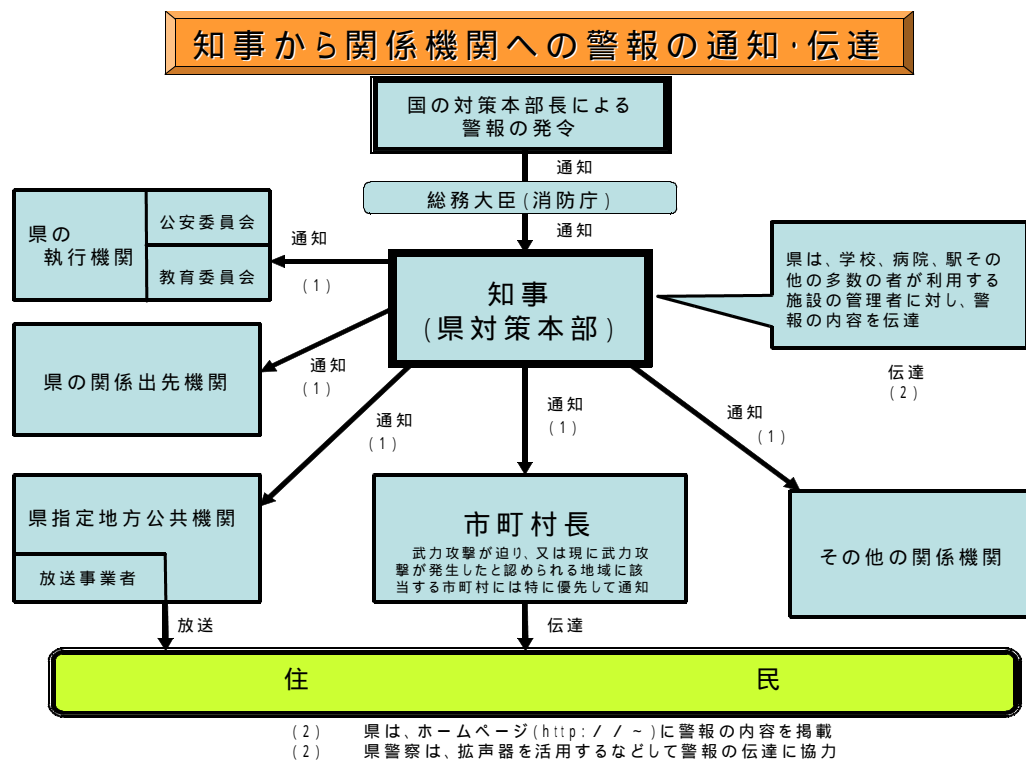 知事から関係機関への警報の通知・伝達
国の対策本部長による
警報の発令
通知
総務大臣(消防庁)
通知
県の
執行機関
公安委員会
教育委員会
通知
(1)
知事
(県対策本部)
県は、学校、病院、駅その
他の多数の者が利用する
施設の管理者に対し、警
報の内容を伝達
伝達
(2)
県の関係出先機関
通知
(1)
通知
(1)
通知
(1)
通知
(1)
県指定地方公共機関
放送事業者
市町村長
武力攻撃が迫り、又は現に武力攻
撃が発生したと認められる地域に該
当する市町村には特に優先して通知
その他の関係機関
放送
伝達
住民
(2) 県は、ホームページ(http://~)に警報の内容を掲載
(2) 県警察は、拡声器を活用するなどして警報の伝達に協力